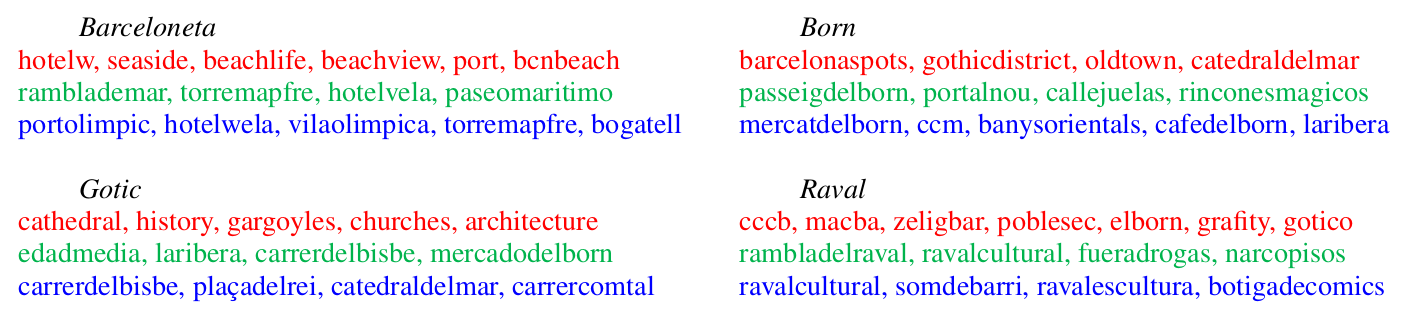 Barceloneta
hotelw, seaside, beachlife, beachview, port, bcnbeach
ramblademar, torremapfre, hotelvela, paseomaritimo
portolimpic, hotelwela, vilaolimpica, torremapfre, bogatell
Born
barcelonaspots, gothicdistrict, oldtown, catedraldelmar
passeigdelborn, portalnou, callejuelas, rinconesmagicos
mercatdelborn, ccm, banysorientals, cafedelborn, laribera
Gotic
cathedral, history, gargoyles, churches, architecture
edadmedia, laribera, carrerdelbisbe, mercadodelborn
carrerdelbisbe, plaçadelrei, catedraldelmar, carrercomtal
Raval
cccb, macba, zeligbar, poblesec, elborn, grafity, gotico
rambladelraval, ravalcultural, fueradrogas, narcopisos
ravalcultural, somdebarri, ravalescultura, botigadecomics